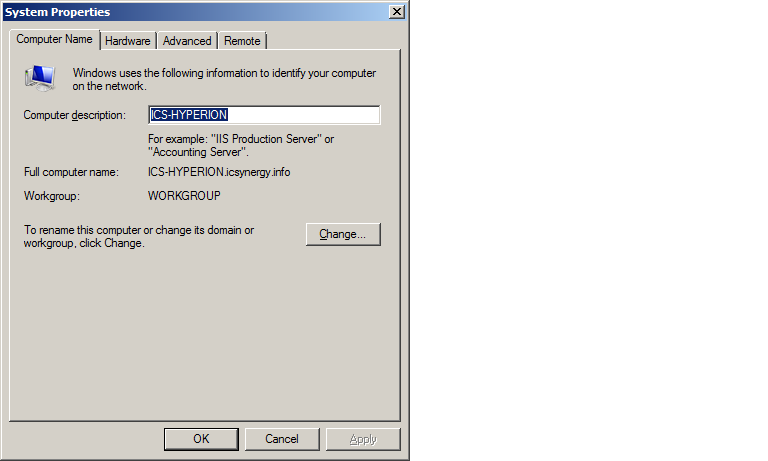 System Properties
Computer Name Hardware Advanced Remote
Windows uses the following information to identify your computer
on the network.
Computer description: ICS-HYPERION
For example: "IIS Production Server" or
"Accounting Server".
Full computer name: ICS-HYPERION.icsynergy.info
Workgroup: WORKGROUP
To rename this computer or change its domain or
workgroup, click Change.
Change...
OK Cancel Apply